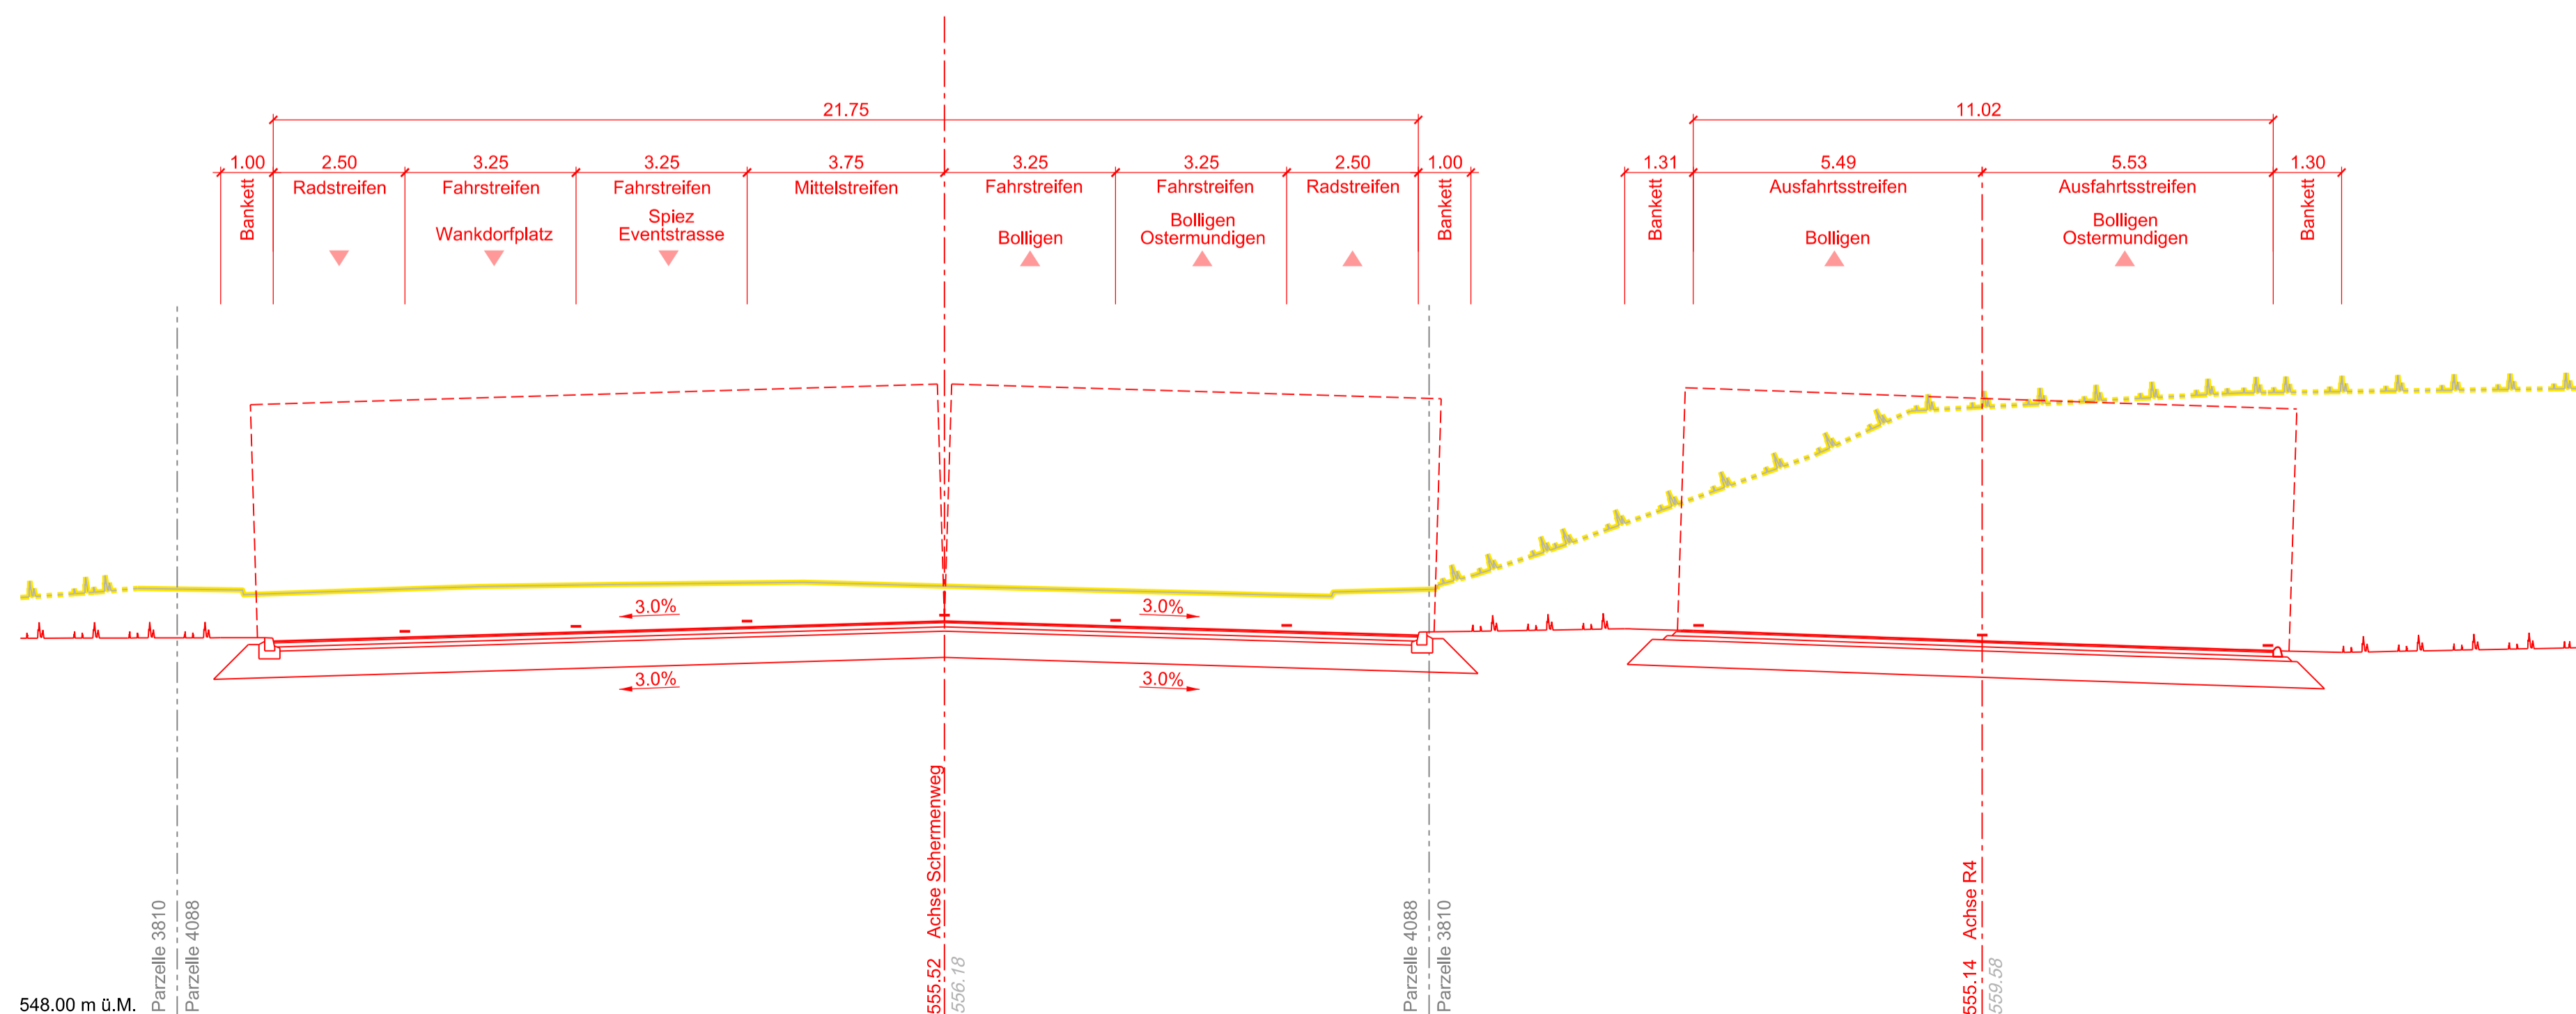 21.75
11.02
1.00
2.50
3.25
3.25
3.75
3.25
3.25
2.50
1.00
1.31
5.49
5.53
1.30
Bankett
Radstreifen
Fahrstreifen
Fahrstreifen
Mittelstreifen
Fahrstreifen
Fahrstreifen
Radstreifen
Bankett
Bankett
Ausfahrtsstreifen
Ausfahrtsstreifen
Bankett
Wankdorfplatz
Spiez
Eventstrasse
Bolligen
Bolligen
Ostermundigen
Bolligen
Bolligen
Ostermundigen
3.0%
3.0%
3.0%
3.0%
Parzelle 3810
Parzelle 4088
555.52 Achse Schermenweg
556.18
Parzelle 4088
Parzelle 3810
555.14 Achse R4
559.58
548.00 m ü.M.